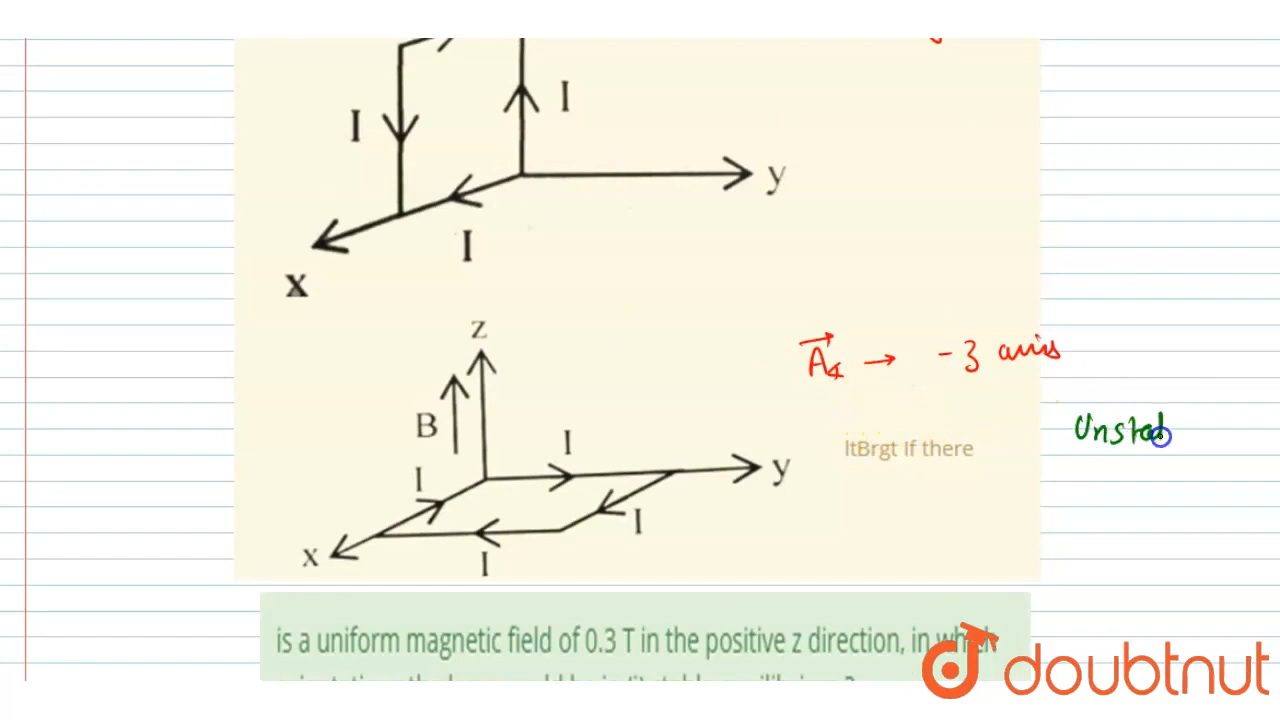 I
I
y
I
x
z
A₄ → -3 axis
B
I
ltBrgt If there
Unstab
I
y
I
x
I
is a uniform magnetic field of 0.3 T in the positive z direction, in which
doubtnut